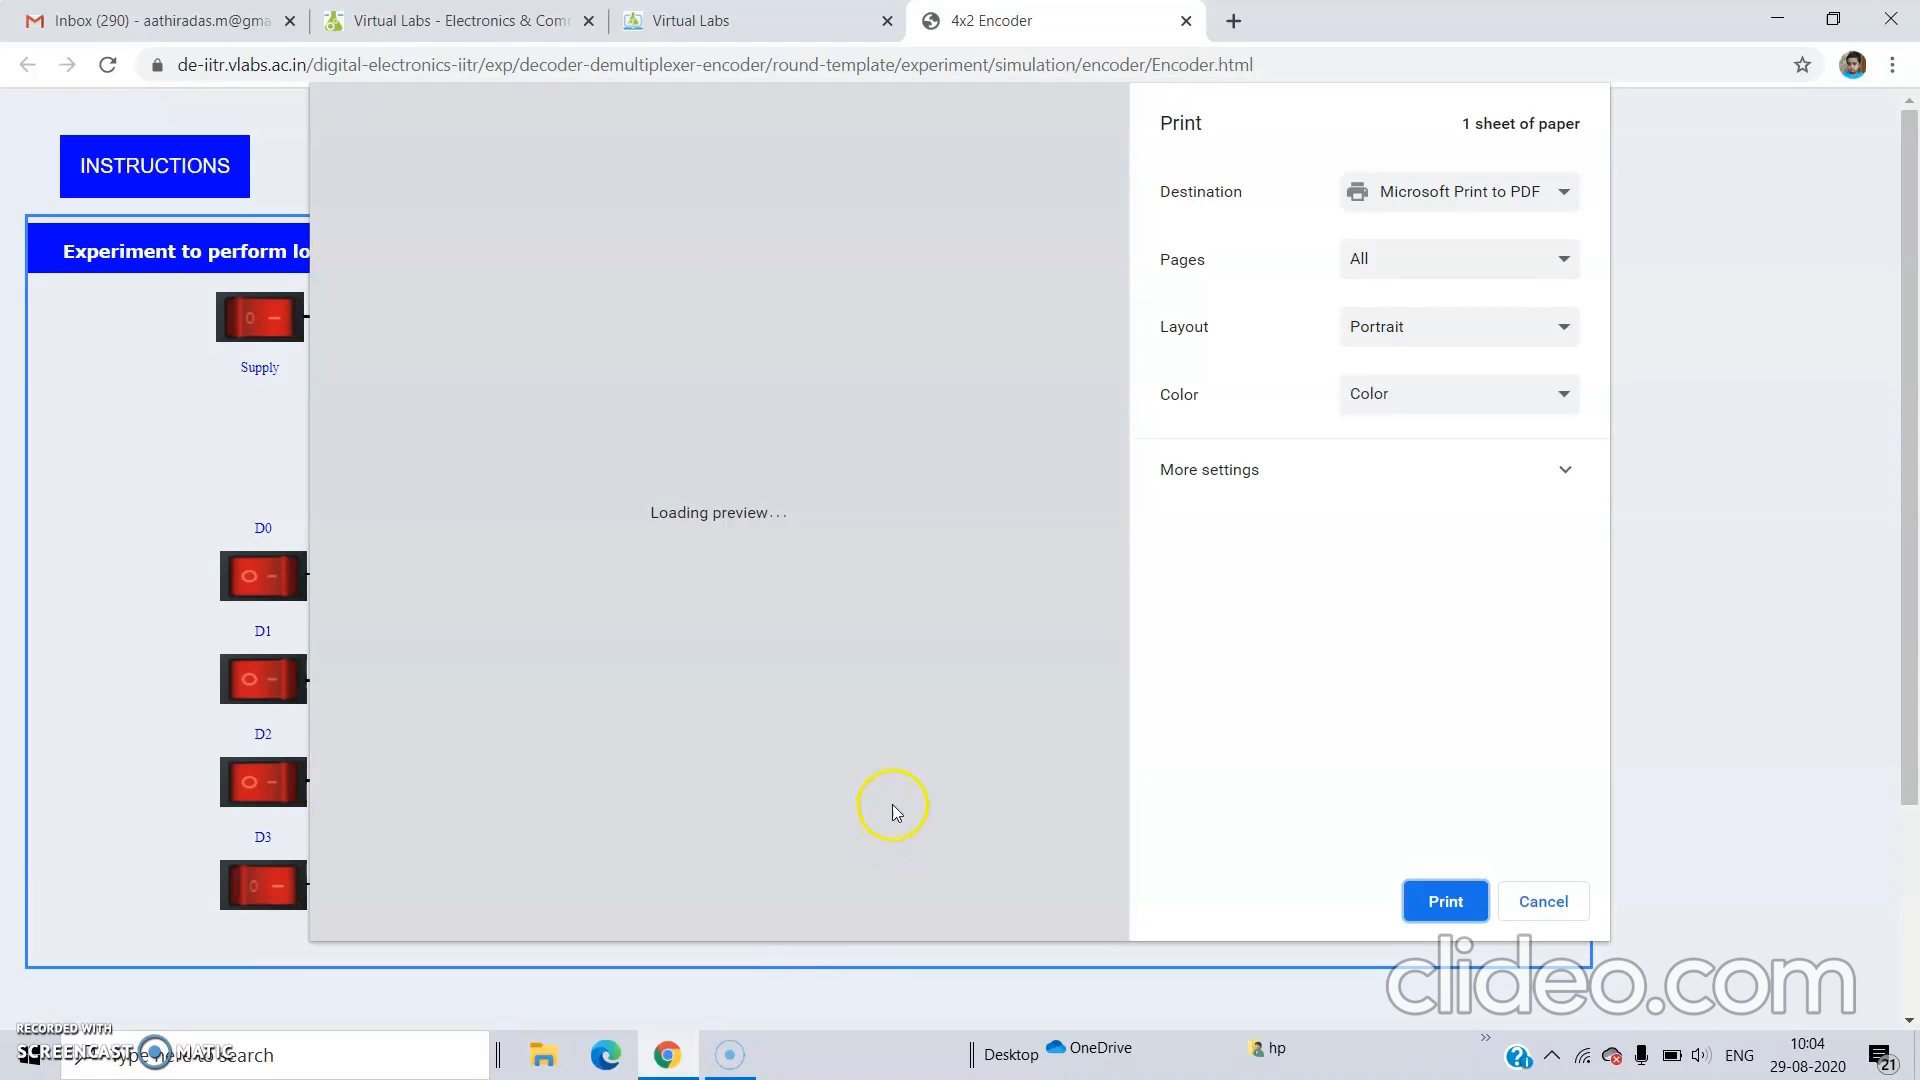 Inbox (290) - aathiradas.m@gma
Virtual Labs - Electronics & Com
Virtual Labs
4x2 Encoder
de-iitr.vlabs.ac.in/digital-electronics-iitr/exp/decoder-demultiplexer-encoder/round-template/experiment/simulation/encoder/Encoder.html
INSTRUCTIONS
Experiment to perform lo
Supply
D0
D1
D2
D3
Loading preview...
Print
1 sheet of paper
Destination
Microsoft Print to PDF
Pages
All
Layout
Portrait
Color
Color
More settings
Print
Cancel
clideo.com
RECORDED WITH
SCREENCAST MATIC
Type here to search
Desktop
OneDrive
hp
ENG
10:04
29-08-2020
21